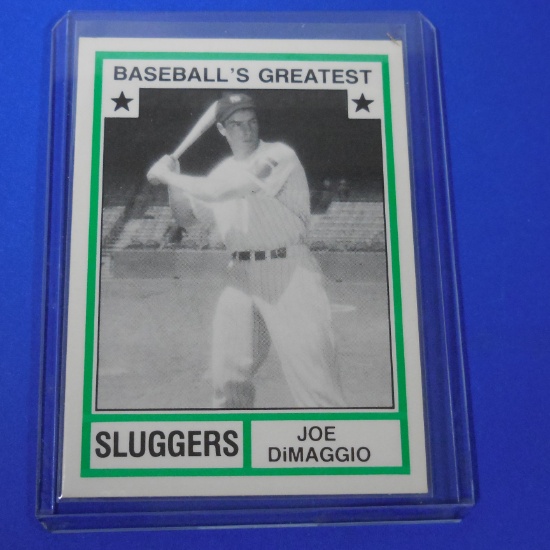 BASEBALL'S GREATEST
SLUGGERS
JOE
DiMAGGIO